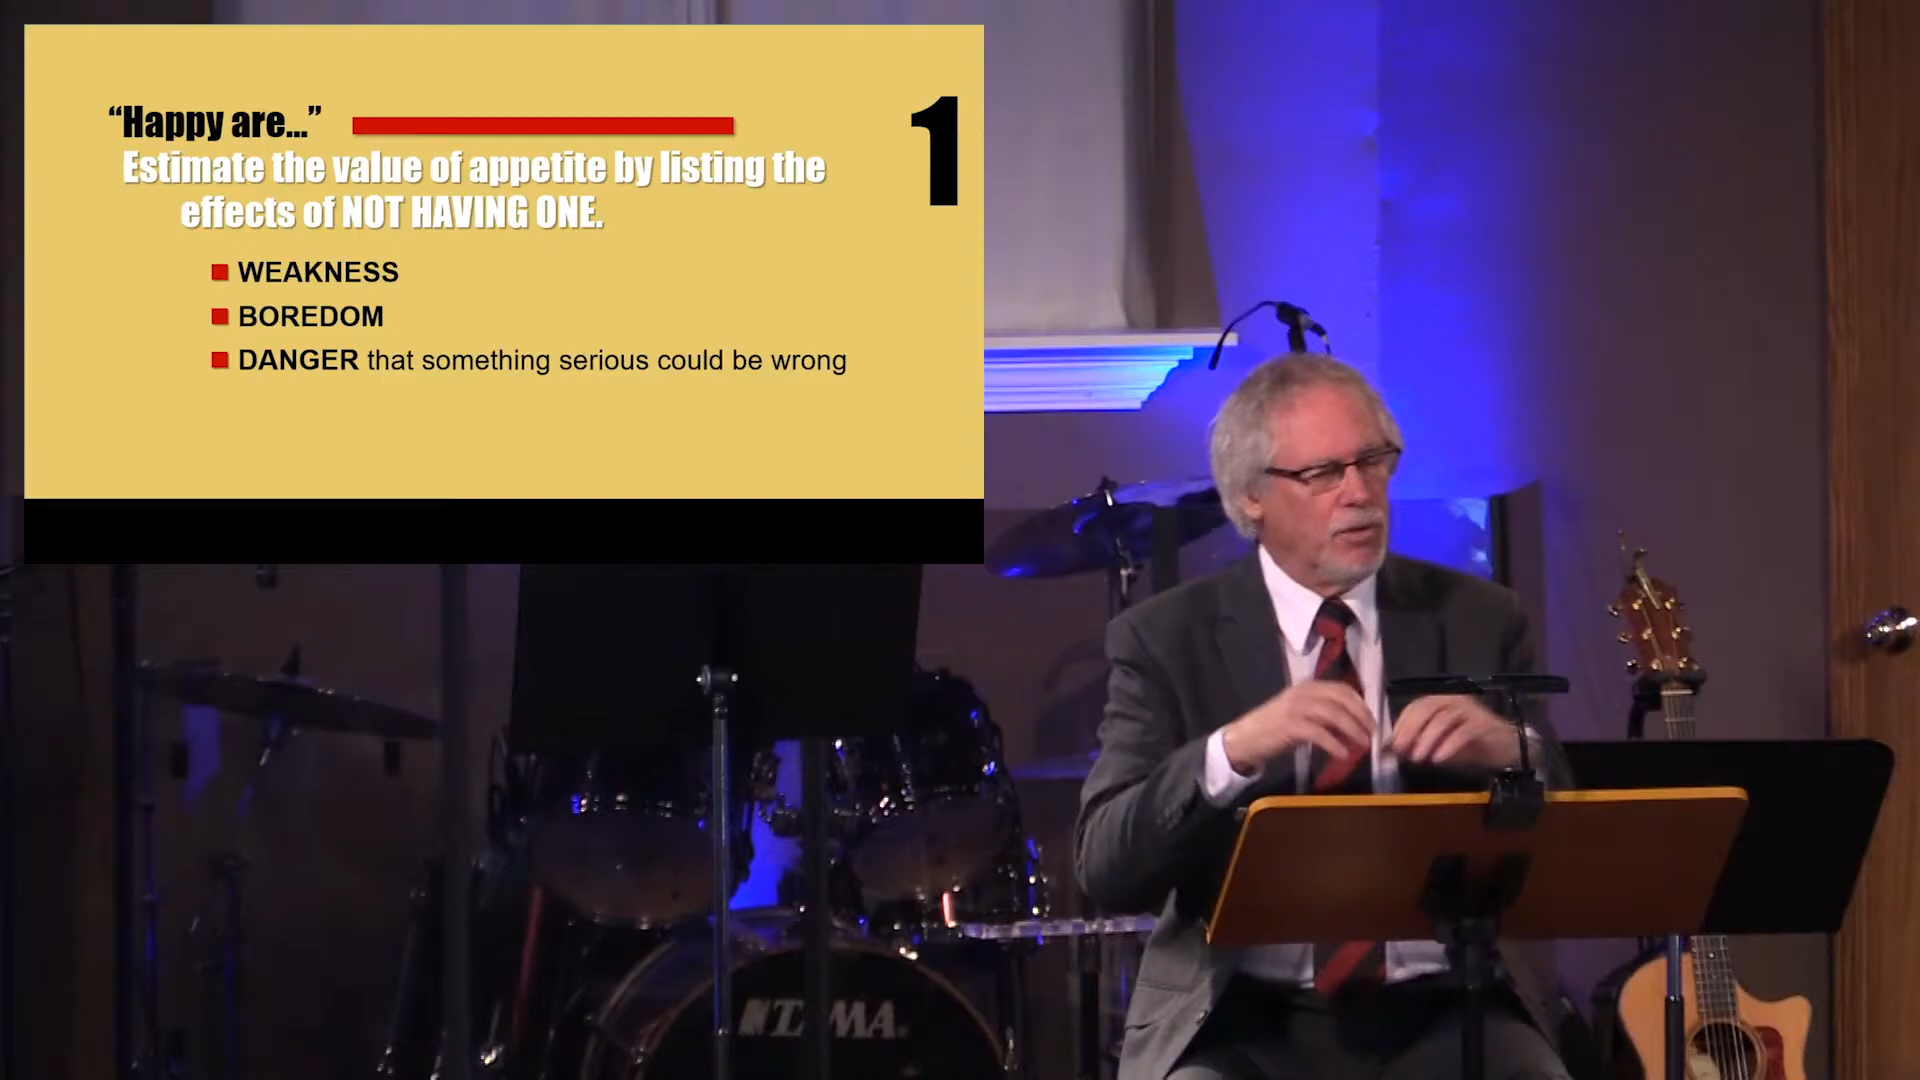 “Happy are...”
1
Estimate the value of appetite by listing the
effects of NOT HAVING ONE.
WEAKNESS
BOREDOM
DANGER that something serious could be wrong
TAMA